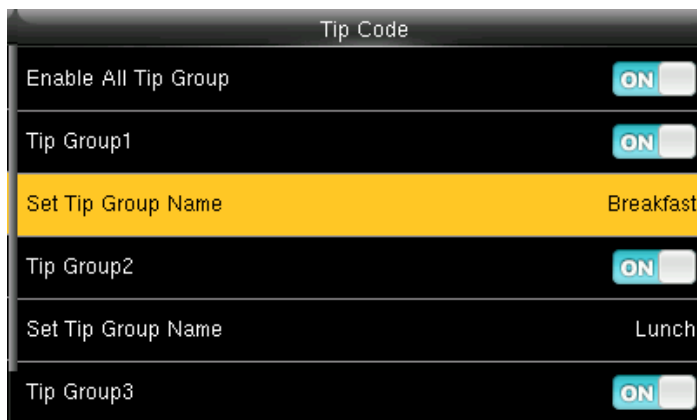 Tip Code
Enable All Tip Group ON
Tip Group1 ON
Set Tip Group Name Breakfast
Tip Group2 ON
Set Tip Group Name Lunch
Tip Group3 ON